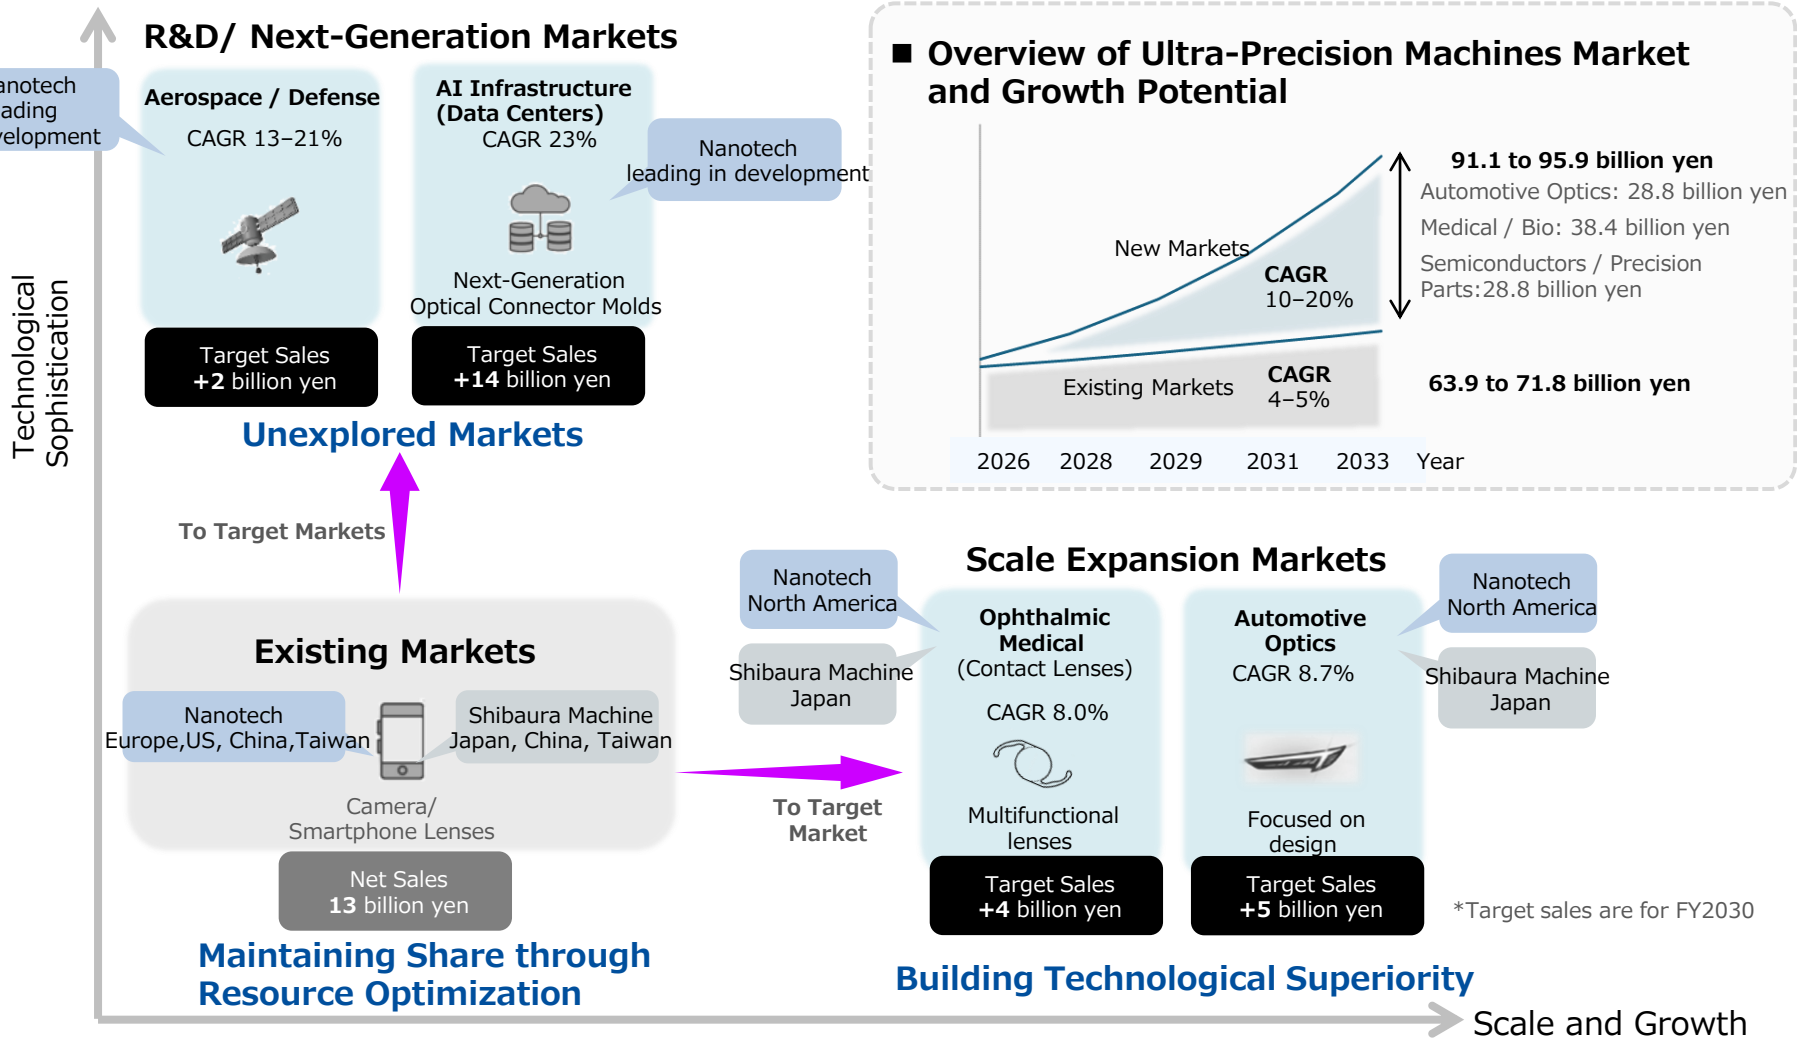 R&D/ Next-Generation Markets
leading
Aerospace / Defense
CAGR 13–21%
Target Sales
+2 billion yen
AI Infrastructure
(Data Centers)
CAGR 23%
Nanotech
leading in development
Next-Generation
Optical Connector Molds
Target Sales
+14 billion yen
Unexplored Markets
■ Overview of Ultra-Precision Machines Market
and Growth Potential
New Markets
CAGR
10–20%
Existing Markets
CAGR
4–5%
91.1 to 95.9 billion yen
Automotive Optics: 28.8 billion yen
Medical / Bio: 38.4 billion yen
Semiconductors / Precision
Parts:28.8 billion yen
63.9 to 71.8 billion yen
2026 2028 2029 2031 2033 Year
Technological
Sophistication
To Target Markets
Existing Markets
Nanotech
Europe,US, China,Taiwan
Shibaura Machine
Japan, China, Taiwan
Camera/
Smartphone Lenses
Net Sales
13 billion yen
Maintaining Share through
Resource Optimization
To Target
Market
Scale Expansion Markets
Nanotech
North America
Shibaura Machine
Japan
Ophthalmic
Medical
(Contact Lenses)
CAGR 8.0%
Multifunctional
lenses
Target Sales
+4 billion yen
Automotive
Optics
CAGR 8.7%
Focused on
design
Target Sales
+5 billion yen
Nanotech
North America
Shibaura Machine
Japan
*Target sales are for FY2030
Building Technological Superiority
Scale and Growth